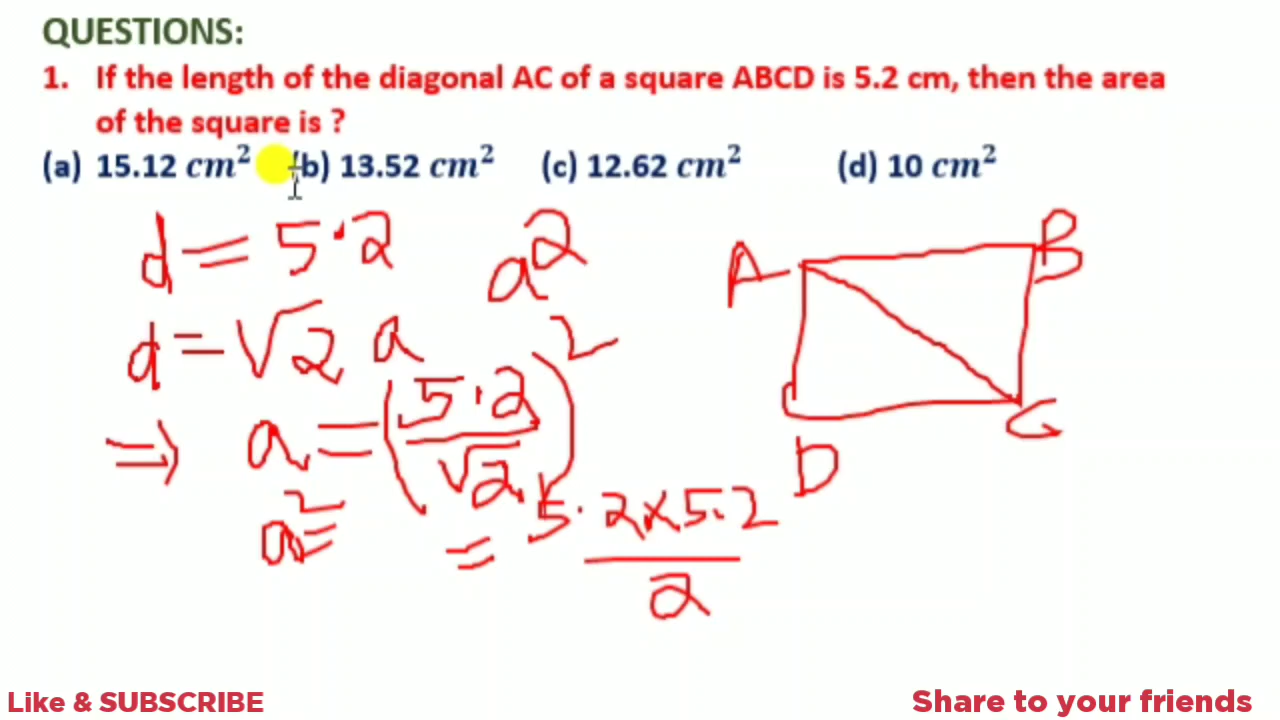 QUESTIONS:
1. If the length of the diagonal AC of a square ABCD is 5.2 cm, then the area
of the square is ?
(a) 15.12 cm² (b) 13.52 cm² (c) 12.62 cm² (d) 10 cm²
d = 5.2 a²
A B
d = √2 a
⇒ a = (5.2/√2)²
C
D
a² = = 5.2×5.2/2
Like & SUBSCRIBE Share to your friends